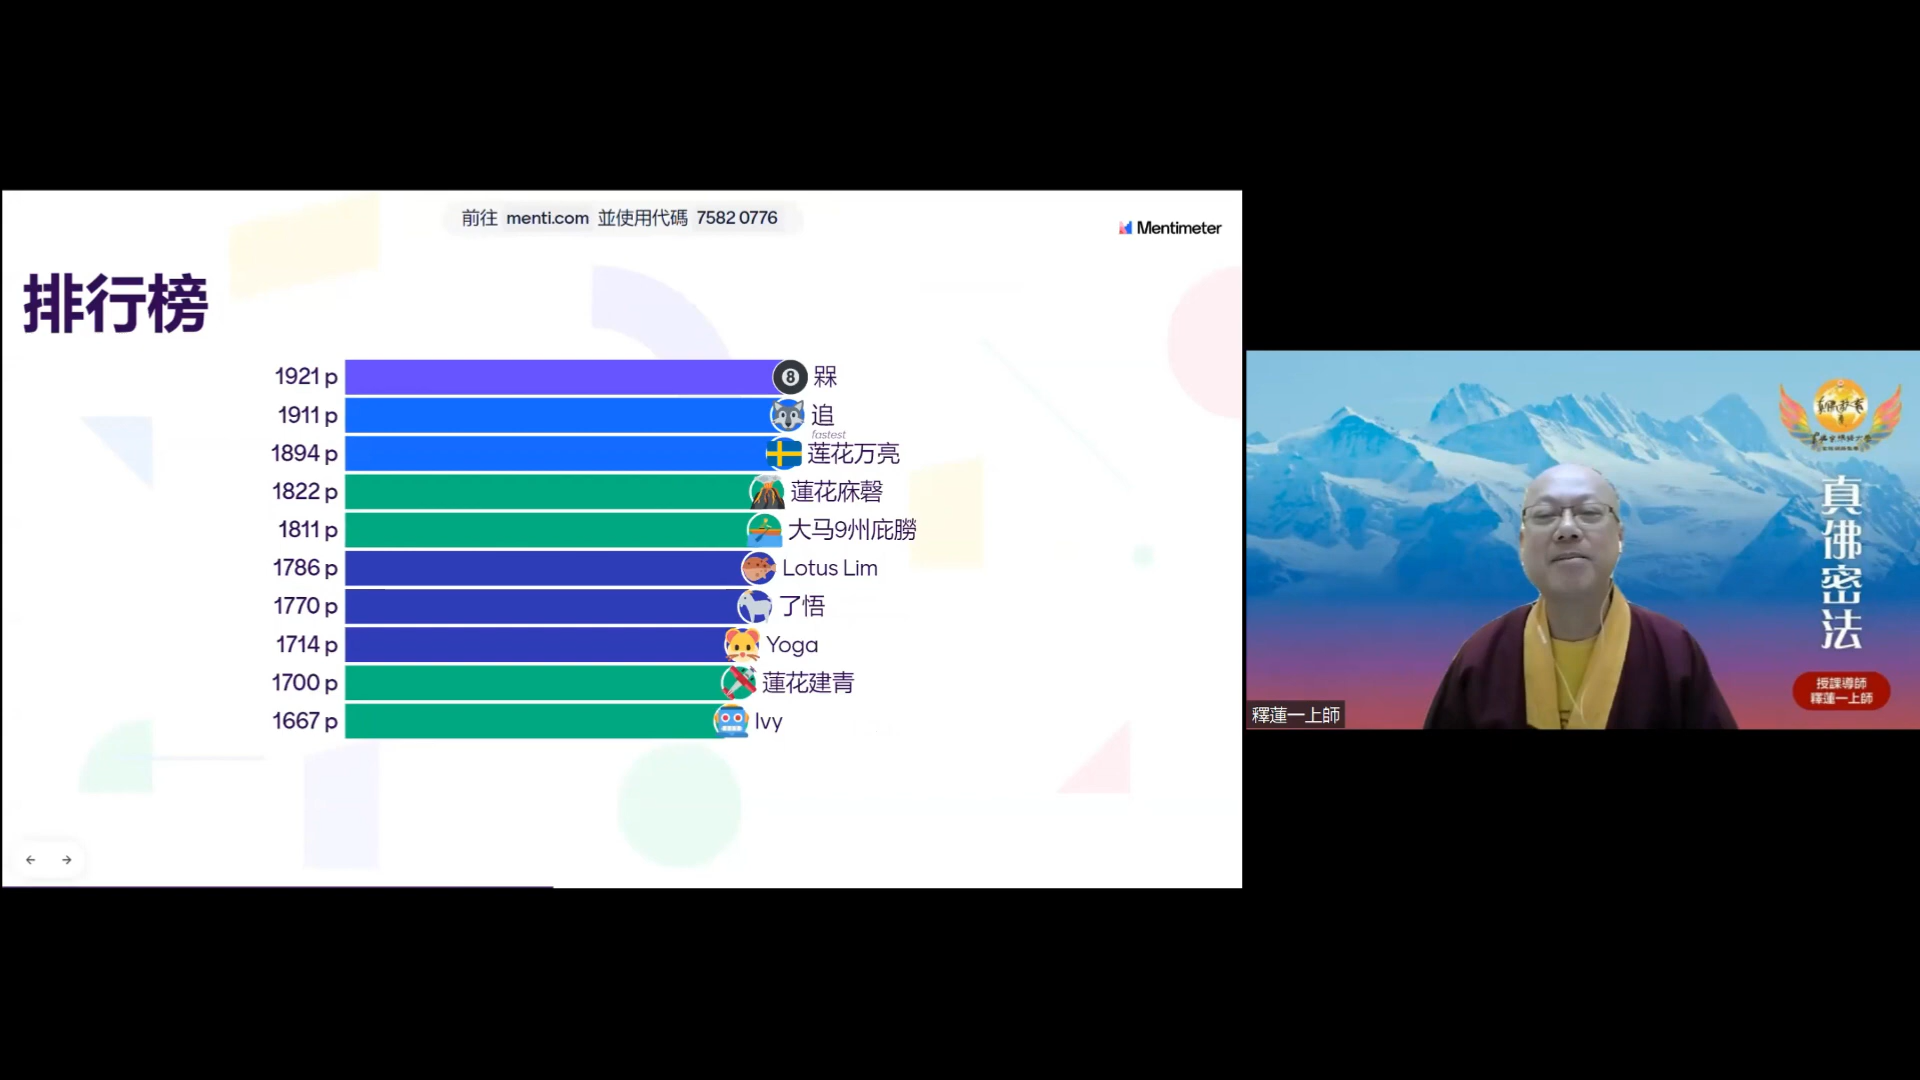 前往 menti.com 並使用代碼 7582 0776
Mentimeter
排行榜
1921 p 槑
1911 p 追
fastest
1894 p 莲花万亮
1822 p 蓮花庥磬
1811 p 大马9州庇朥
1786 p Lotus Lim
1770 p 了悟
1714 p Yoga
1700 p 蓮花建青
1667 p Ivy
真佛密法
授課導師
釋蓮一上師
釋蓮一上師